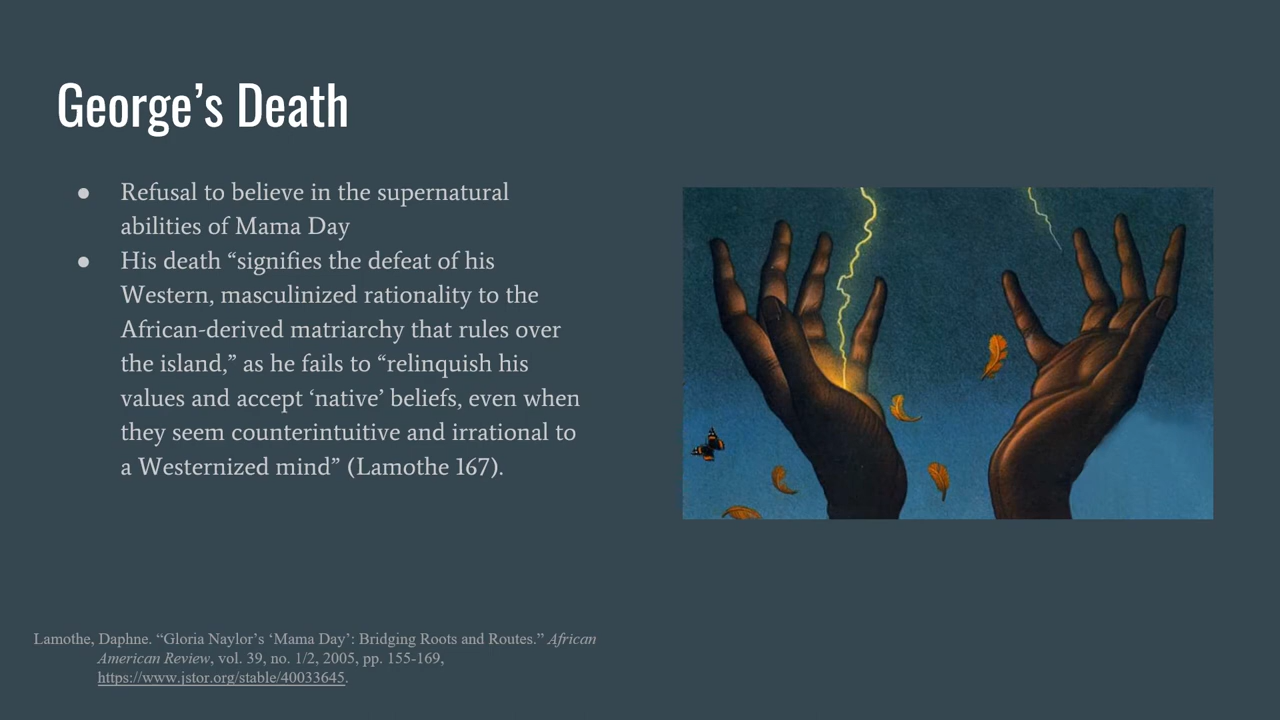 George’s Death
● Refusal to believe in the supernatural
abilities of Mama Day
● His death “signifies the defeat of his
Western, masculinized rationality to the
African-derived matriarchy that rules over
the island,” as he fails to “relinquish his
values and accept ‘native’ beliefs, even when
they seem counterintuitive and irrational to
a Westernized mind” (Lamothe 167).
Lamothe, Daphne. “Gloria Naylor’s ‘Mama Day’: Bridging Roots and Routes.” African
American Review, vol. 39, no. 1/2, 2005, pp. 155-169,
https://www.jstor.org/stable/40033645.